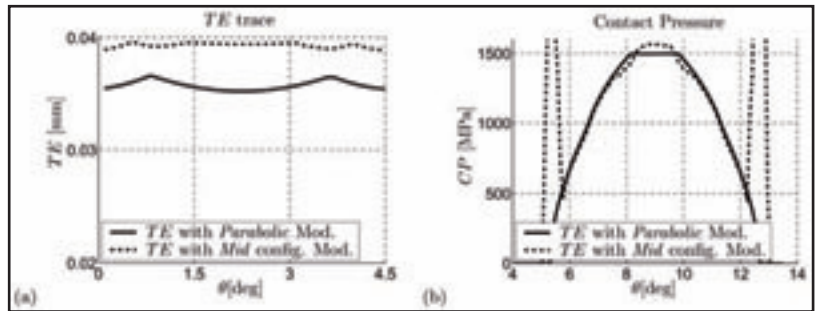 TE trace
0.04
0.03
0.02
TE [mm]
TE with Parabolic Mod.
TE with Mid config. Mod.
0
1.5
3
4.5
θ[deg]
(a)
Contact Pressure
1500
1000
500
0
CP [MPa]
TE with Parabolic Mod.
TE with Mid config. Mod.
4
6
8
10
12
14
θ[deg]
(b)